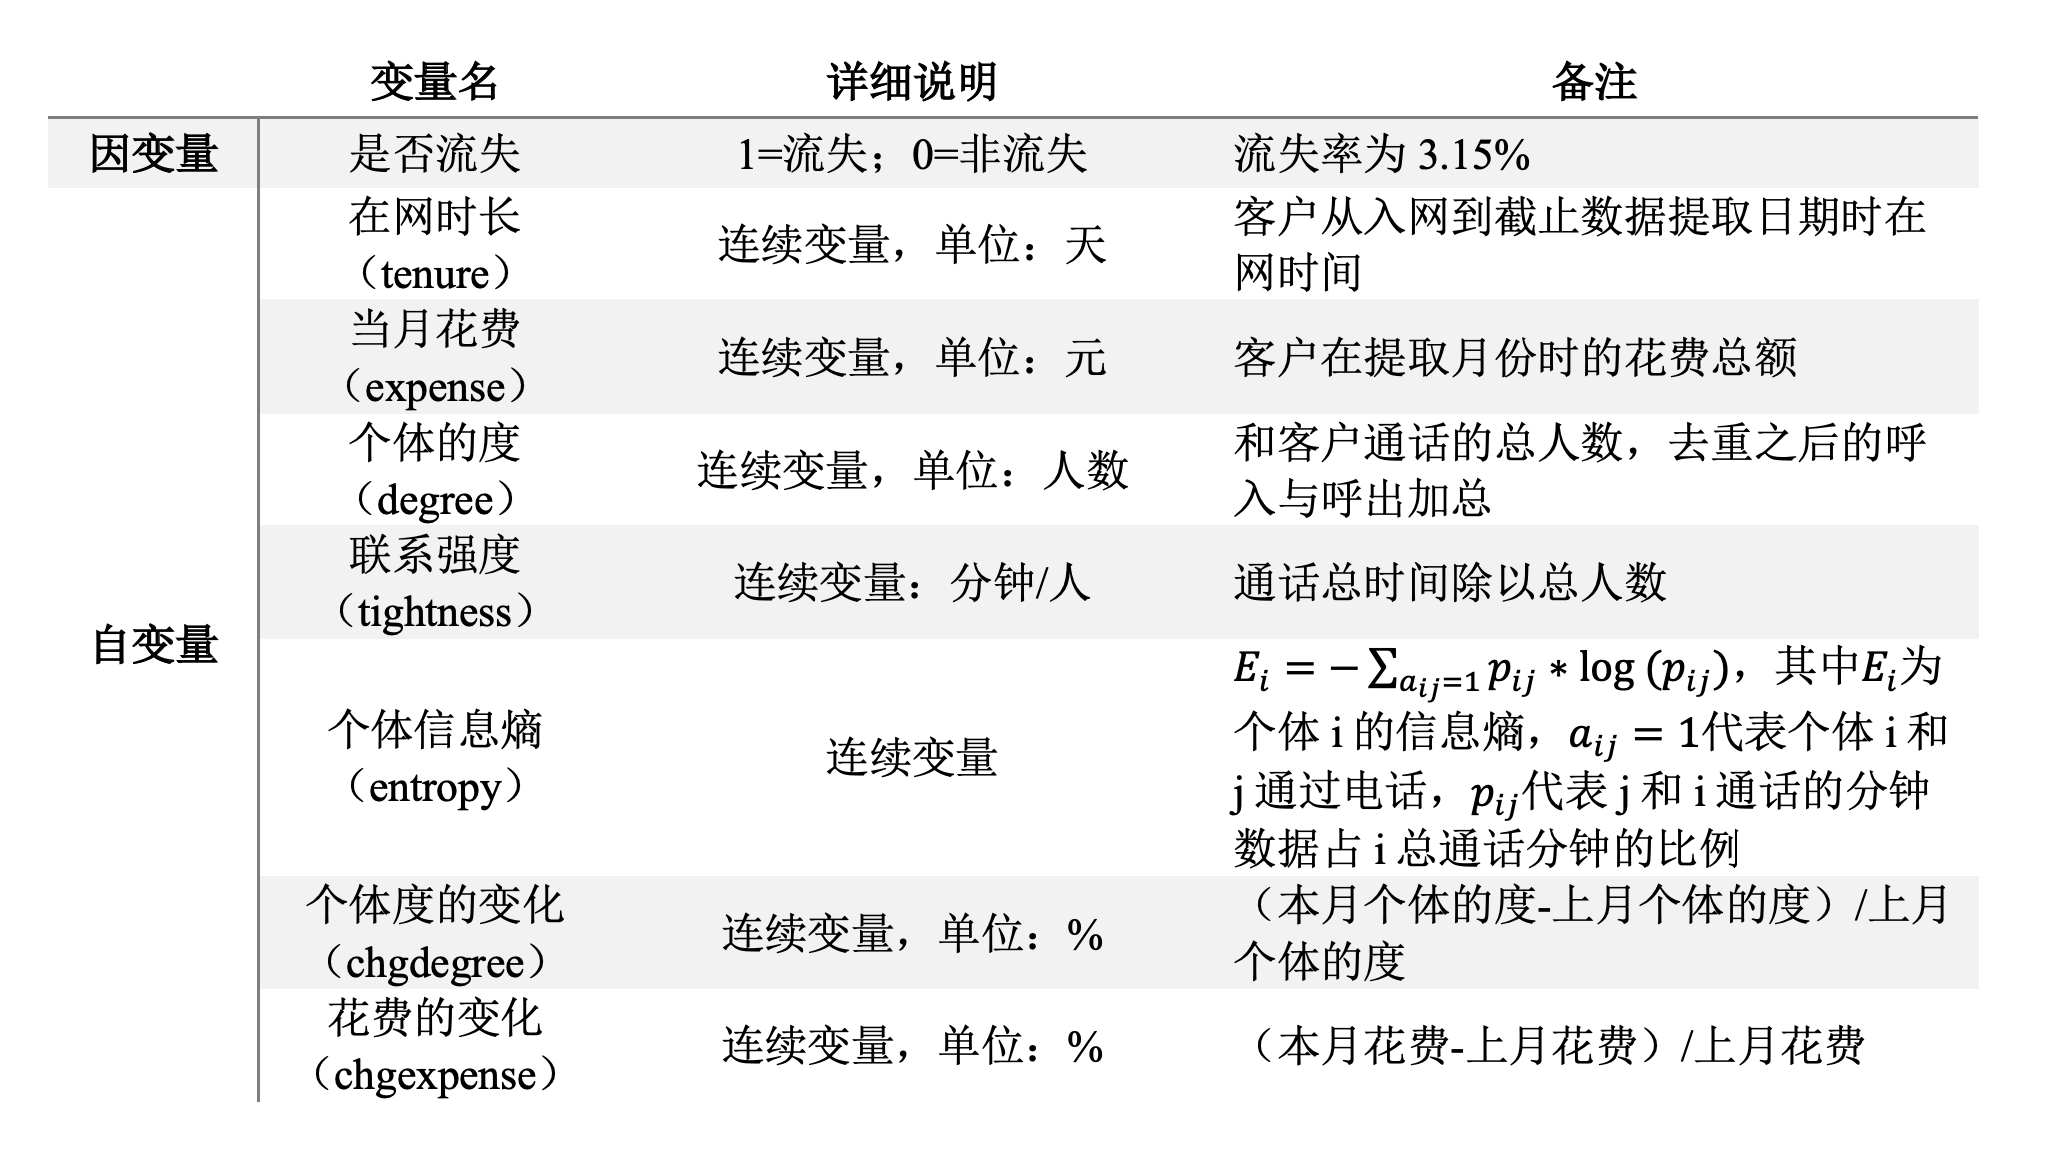 变量名 详细说明 备注
因变量 是否流失 1=流失；0=非流失 流失率为 3.15%
自变量
在网时长
（tenure）
连续变量，单位：天
客户从入网到截止数据提取日期时在
网时间
当月花费
（expense）
连续变量，单位：元
客户在提取月份时的花费总额
个体的度
（degree）
连续变量，单位：人数
和客户通话的总人数，去重之后的呼
入与呼出加总
联系强度
（tightness）
连续变量：分钟/人
通话总时间除以总人数
个体信息熵
（entropy）
连续变量
E_i = − ∑_{a_{ij}=1} p_{ij} ∗ log (p_{ij})，其中E_i为
个体 i 的信息熵，a_{ij} = 1代表个体 i 和
j 通过电话，p_{ij}代表 j 和 i 通话的分钟
数据占 i 总通话分钟的比例
个体度的变化
（chgdegree）
连续变量，单位：%
（本月个体的度-上月个体的度）/上月
个体的度
花费的变化
（chgexpense）
连续变量，单位：%
（本月花费-上月花费）/上月花费